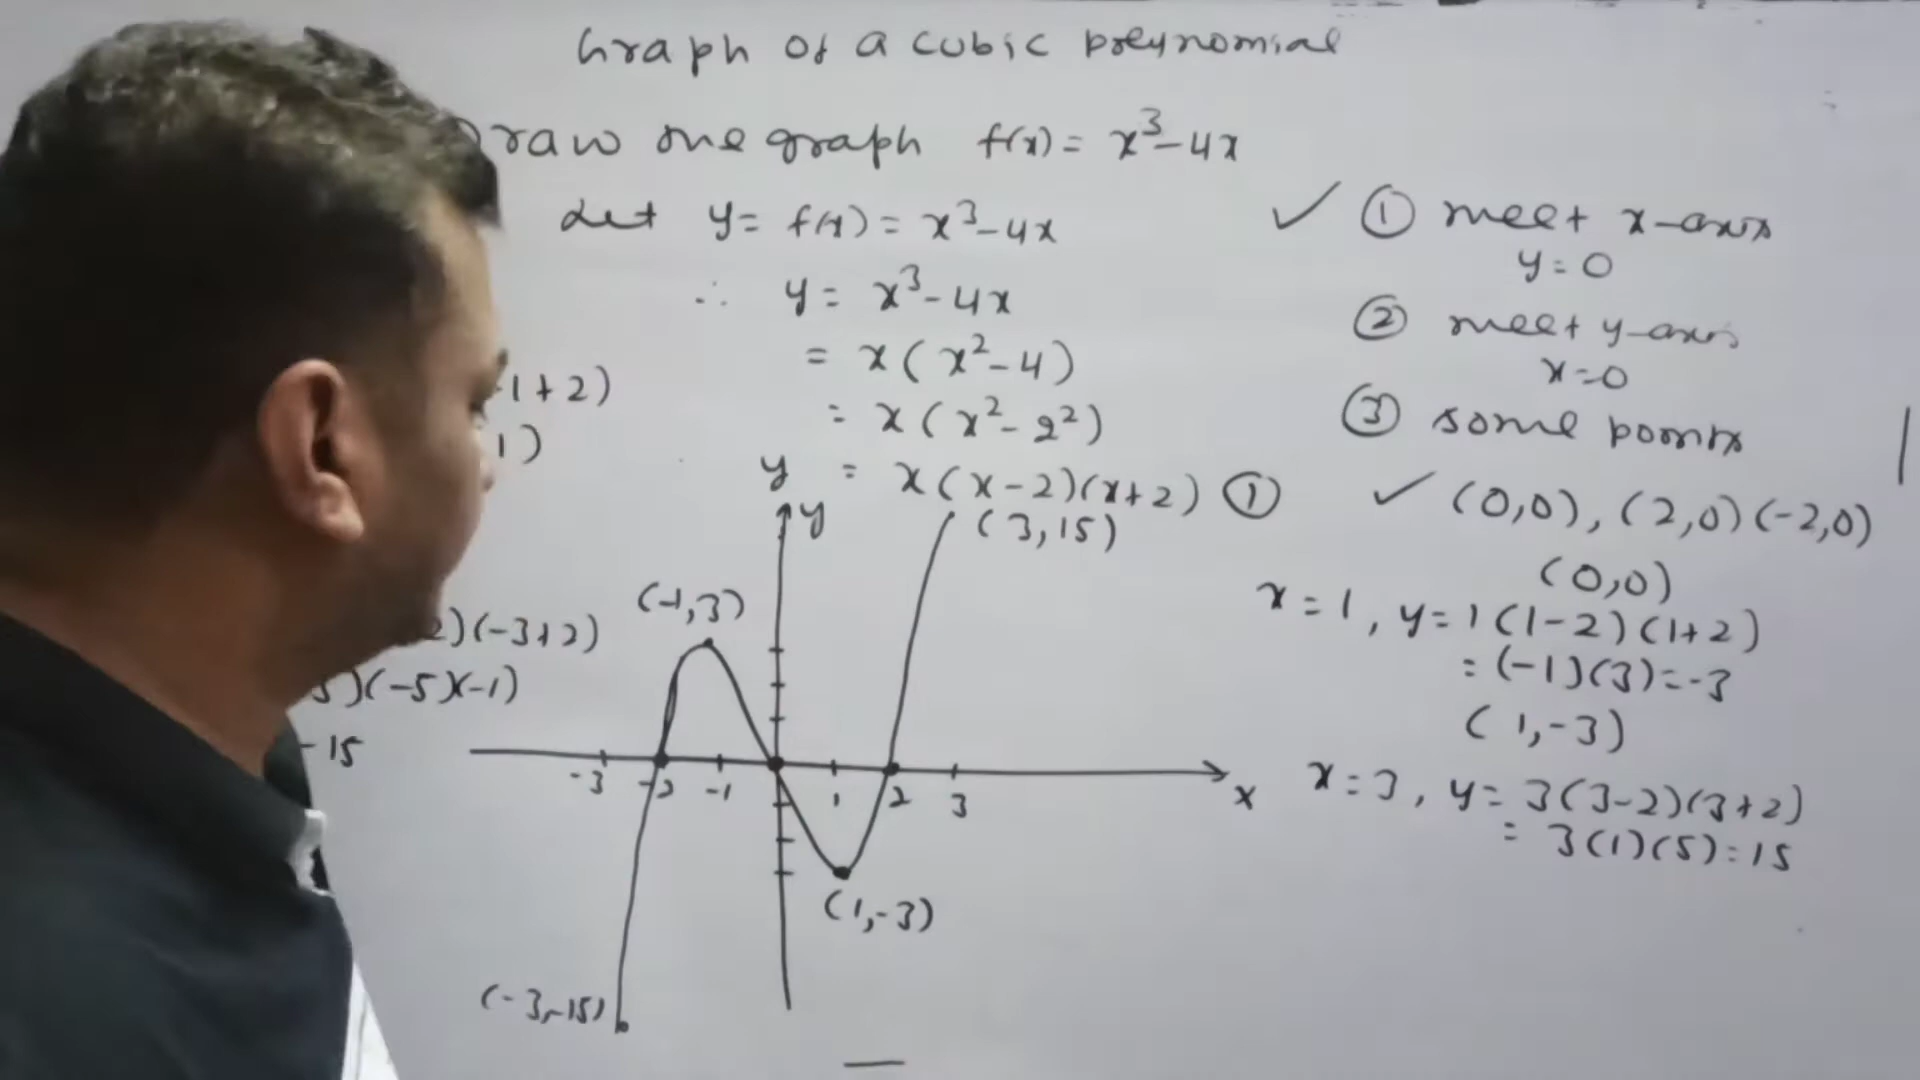 Graph of a cubic polynomial
Draw the graph f(x) = x³-4x
Let y = f(x) = x³-4x
∴ y = x³-4x
= x(x²-4)
= x(x²-2²)
y = x(x-2)(x+2) ①
✓ ① meet x-axis
y=0
② meet y-axis
x=0
③ some points
✓ (0,0), (2,0) (-2,0)
(0,0)
x=1, y=1(1-2)(1+2)
=(-1)(3)=-3
(1,-3)
x=3, y=3(3-2)(3+2)
= 3(1)(5)=15
-1+2)
1)
2)(-3+2)
3)(-5)(-1)
-15
y
(3,15)
(-1,3)
-3 -2 -1 1 2 3 x
(1,-3)
(-3,-15)